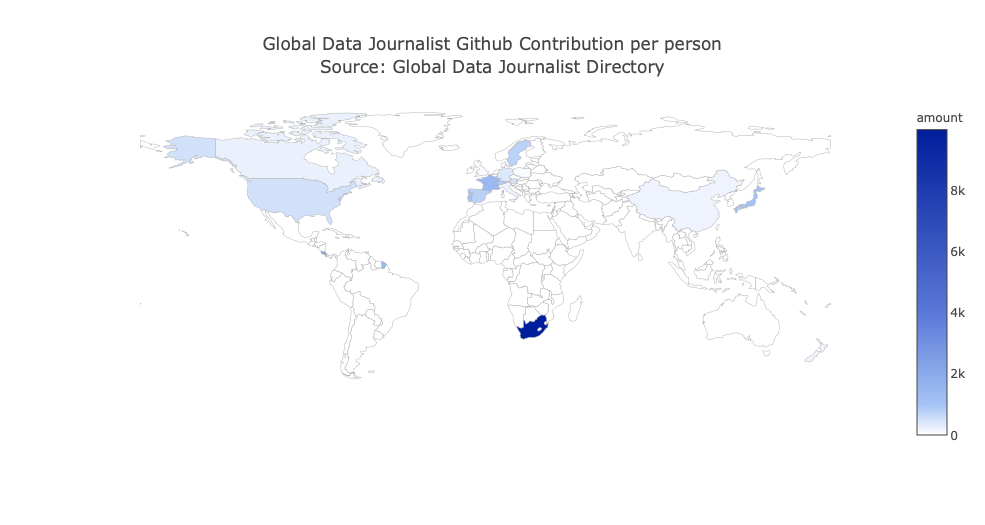 Global Data Journalist Github Contribution per person
Source: Global Data Journalist Directory
amount
8k
6k
4k
2k
0